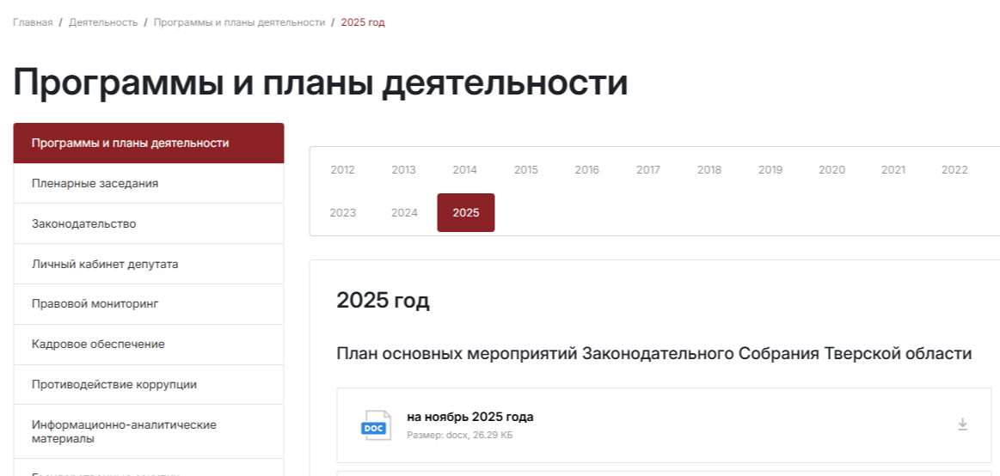 Главная / Деятельность / Программы и планы деятельности / 2025 год
Программы и планы деятельности
Программы и планы деятельности
Пленарные заседания
Законодательство
Личный кабинет депутата
Правовой мониторинг
Кадровое обеспечение
Противодействие коррупции
Информационно-аналитические
материалы
2012 2013 2014 2015 2016 2017 2018 2019 2020 2021 2022
2023 2024 2025
2025 год
План основных мероприятий Законодательного Собрания Тверской области
DOC
на ноябрь 2025 года
Размер: docx, 26.29 КБ